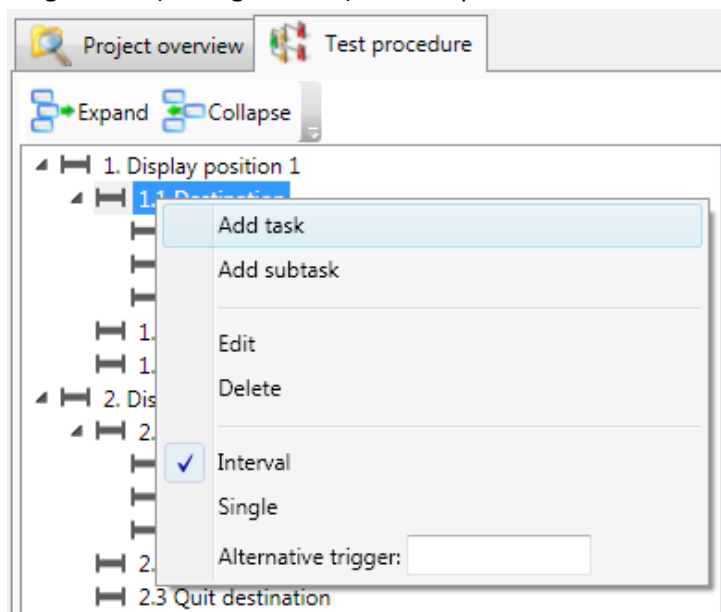 Project overview
Test procedure
Expand
Collapse
1. Display position 1
1.1 Destination
Add task
Add subtask
1.
Edit
1.
Delete
2. Dis
2.
Interval
Single
2.
Alternative trigger:
2.3 Quit destination